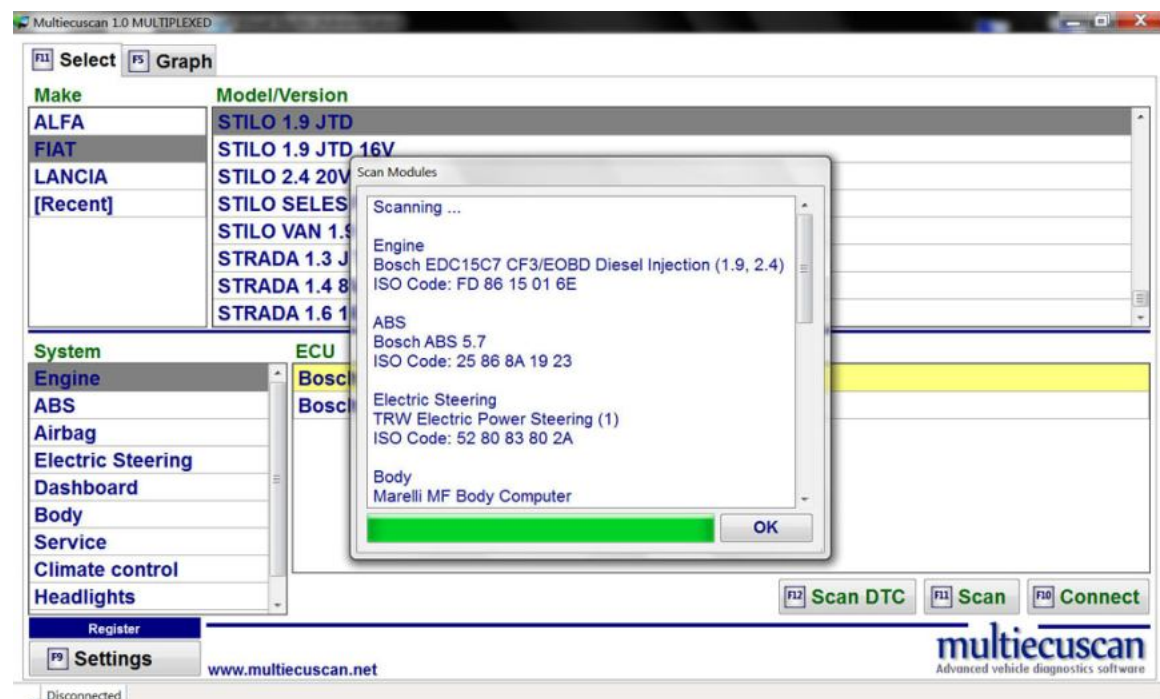 Multiecuscan 1.0 MULTIPLEXED
F11 Select F5 Graph
Make Model/Version
ALFA STILO 1.9 JTD
FIAT STILO 1.9 JTD 16V
LANCIA STILO 2.4 20V
[Recent] STILO SELES
STILO VAN 1.9
STRADA 1.3 J
STRADA 1.4 8
STRADA 1.6 1
Scan Modules
Scanning ...
Engine
Bosch EDC15C7 CF3/EOBD Diesel Injection (1.9, 2.4)
ISO Code: FD 86 15 01 6E
ABS
Bosch ABS 5.7
ISO Code: 25 86 8A 19 23
Electric Steering
TRW Electric Power Steering (1)
ISO Code: 52 80 83 80 2A
Body
Marelli MF Body Computer
OK
System ECU
Engine Bosch
ABS Bosch
Airbag
Electric Steering
Dashboard
Body
Service
Climate control
Headlights
F12 Scan DTC F11 Scan F10 Connect
Register
F9 Settings
www.multiecuscan.net
multiecuscan
Advanced vehicle diagnostics software
Disconnected